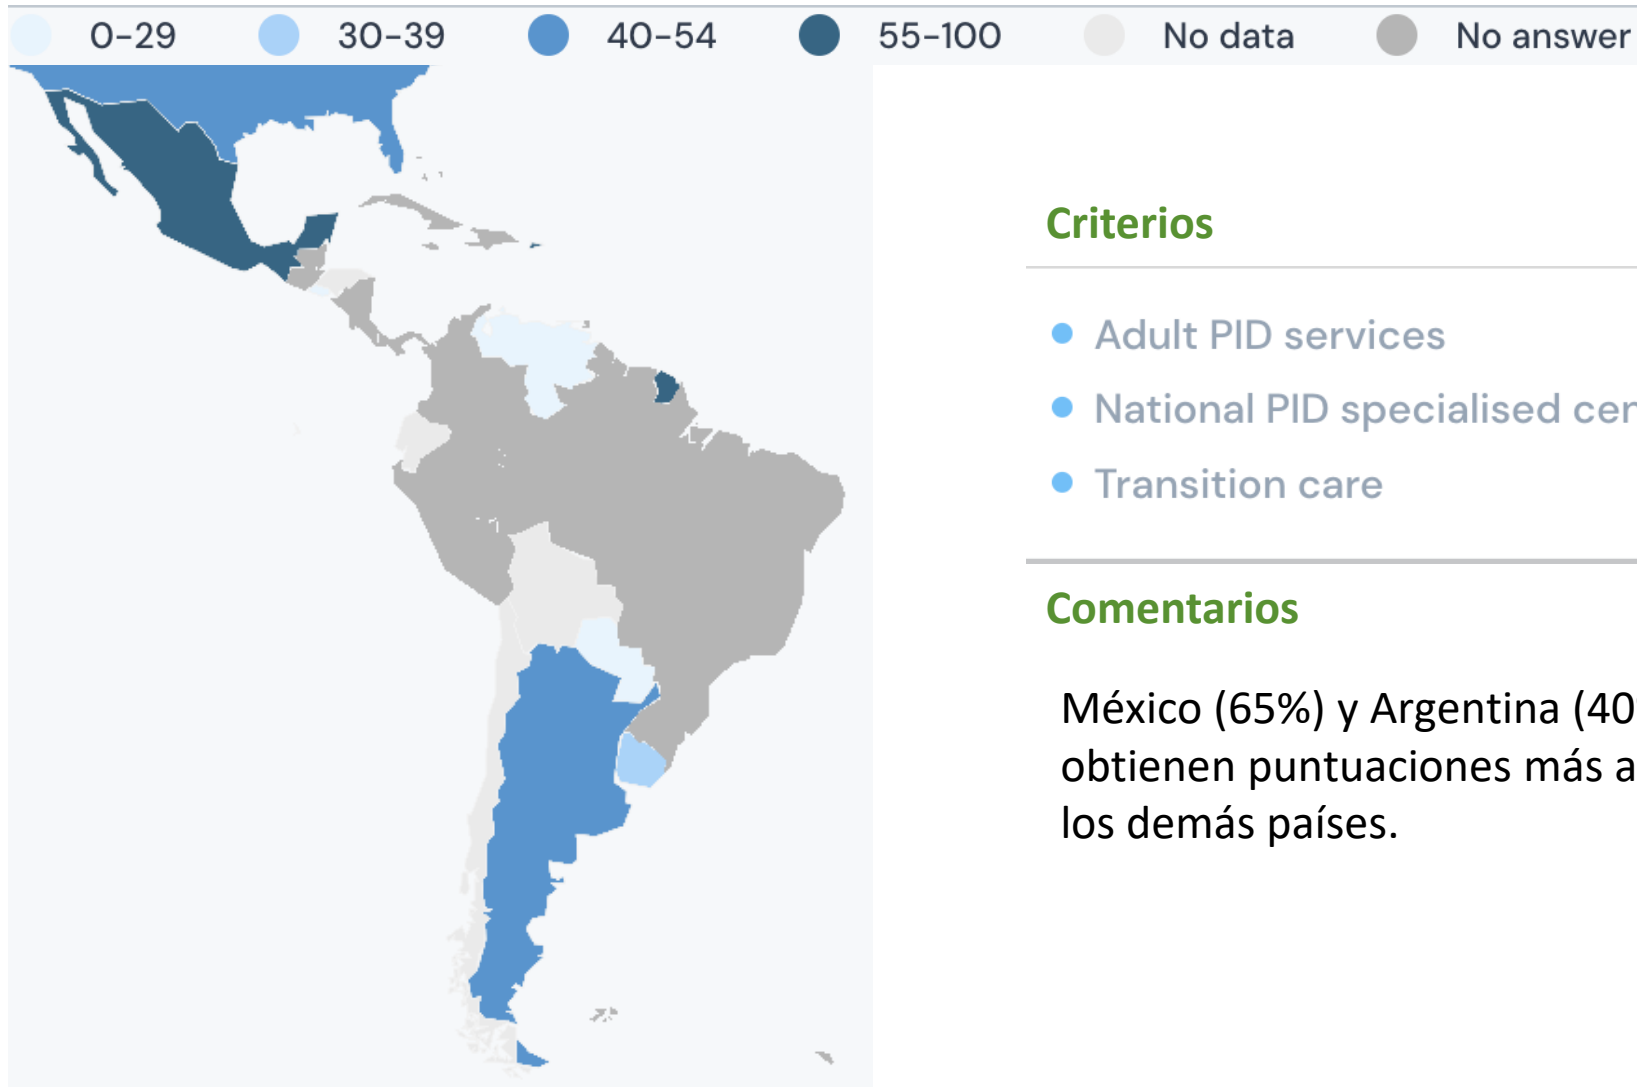 0-29 30-39 40-54 55-100 No data No answer
Criterios
Adult PID services
National PID specialised cen
Transition care
Comentarios
México (65%) y Argentina (40
obtienen puntuaciones más a
los demás países.